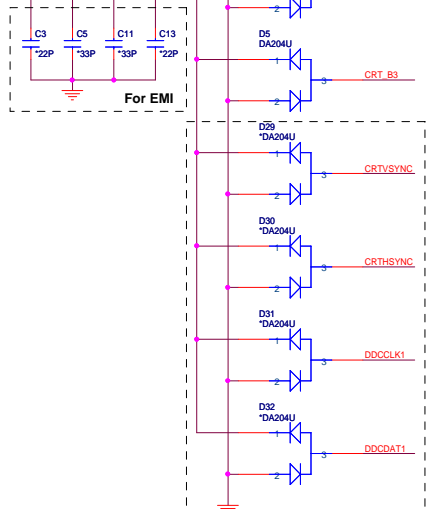 2
C3
C5
C11
C13
*22P
*33P
*33P
*22P
For EMI
D5
DA204U
1
2
3
CRT_B3
D29
*DA204U
1
2
3
CRTVSYNC
D30
*DA204U
1
2
3
CRTHSYNC
D31
*DA204U
1
2
3
DDCCLK1
D32
*DA204U
1
2
3
DDCDAT1